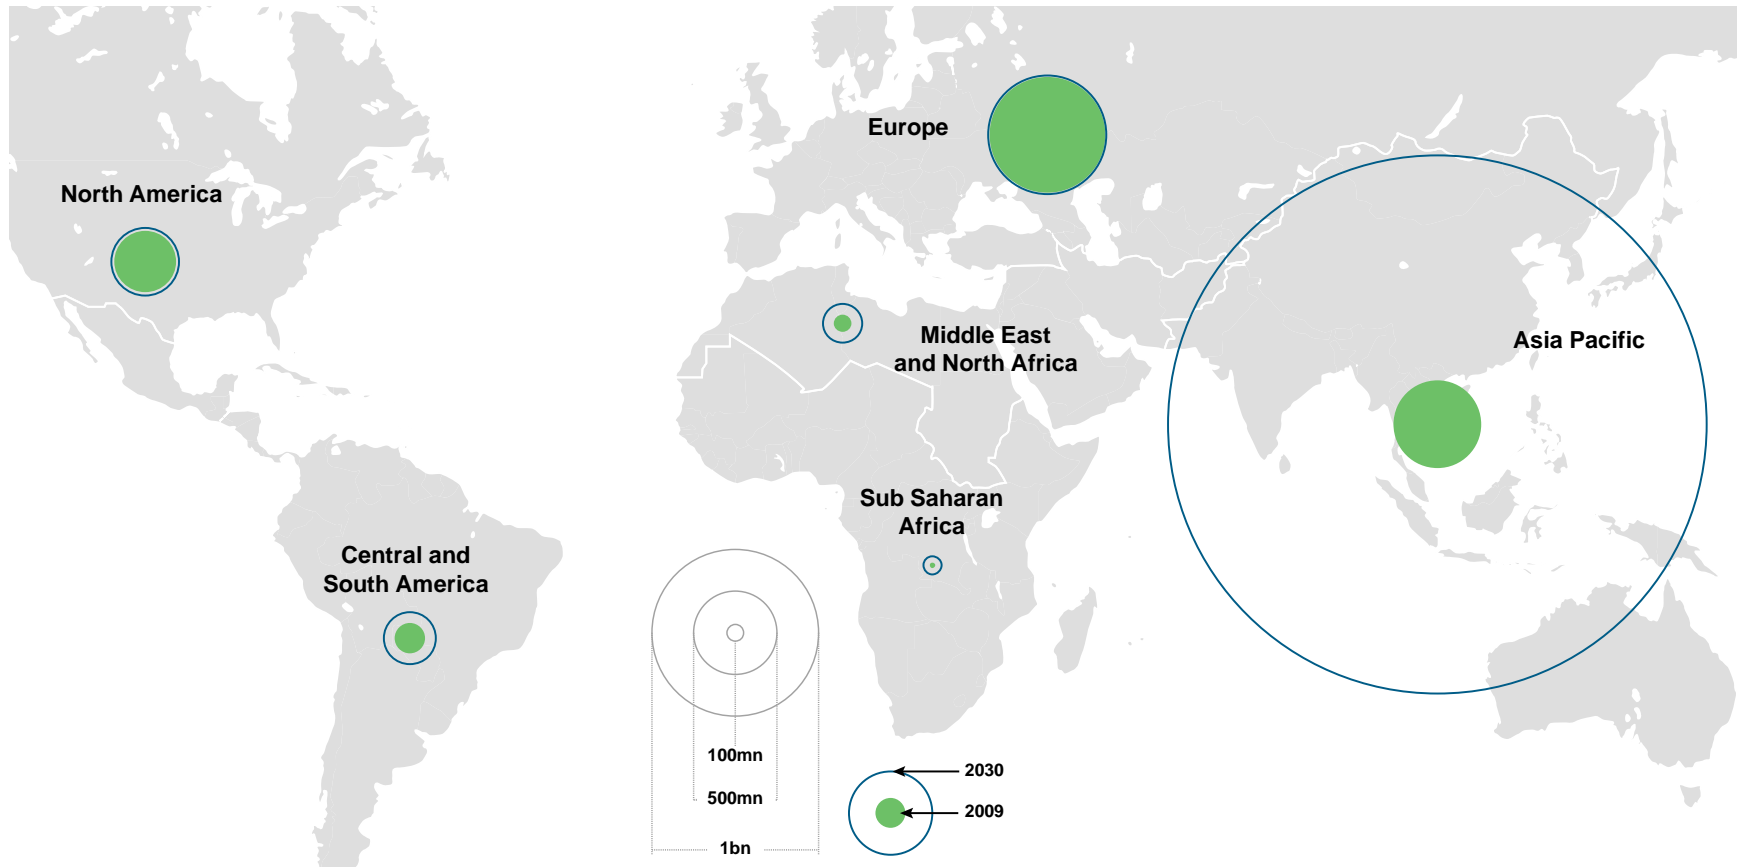 Europe
North America
Asia Pacific
Middle East
and North Africa
Sub Saharan
Africa
Central and
South America
100mn
500mn
1bn
2030
2009